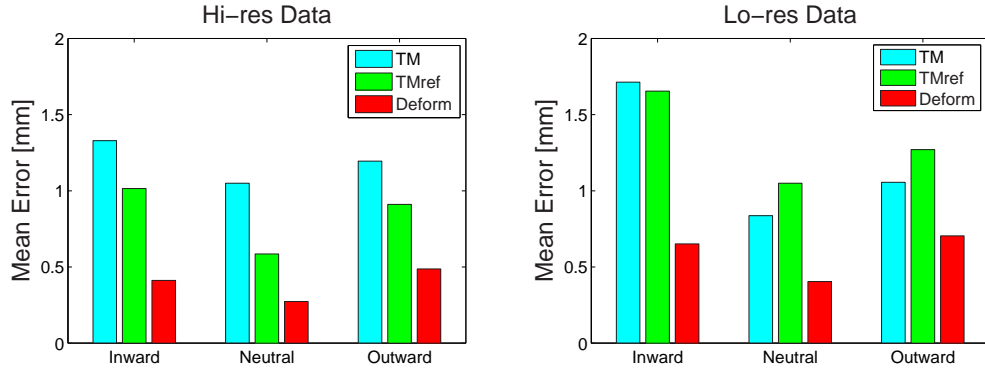 Hi-res Data
Mean Error [mm]
2
1.5
1
0.5
0
TM
TMref
Deform
Inward Neutral Outward
Lo-res Data
Mean Error [mm]
2
1.5
1
0.5
0
TM
TMref
Deform
Inward Neutral Outward